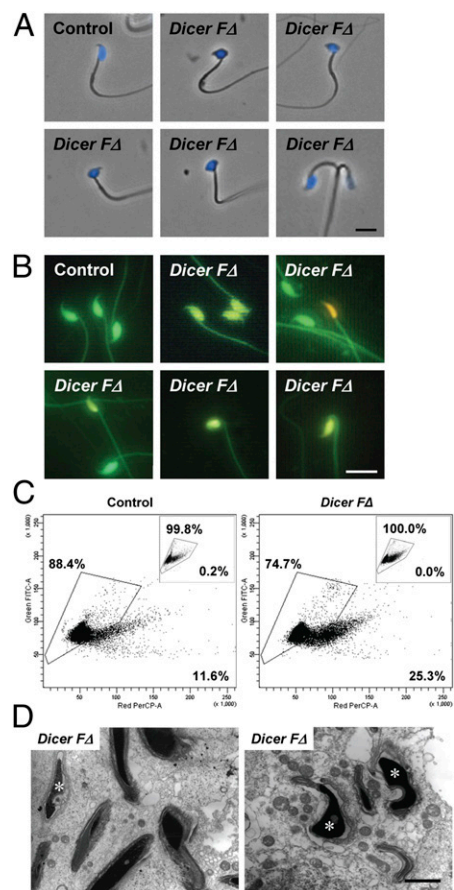 A
Control
Dicer FΔ
Dicer FΔ
Dicer FΔ
Dicer FΔ
Dicer FΔ
B
Control
Dicer FΔ
Dicer FΔ
Dicer FΔ
Dicer FΔ
Dicer FΔ
C
Control
Dicer FΔ
99.8%
0.2%
88.4%
11.6%
100.0%
0.0%
74.7%
25.3%
Green FITC-A
(x 1,000)
50 100 150 200 250
50 100 150 200 250
Red PerCP-A
(x 1,000)
Green FITC-A
(x 1,000)
50 100 150 200 250
50 100 150 200 250
Red PerCP-A
(x 1,000)
D
Dicer FΔ
*
Dicer FΔ
*
*